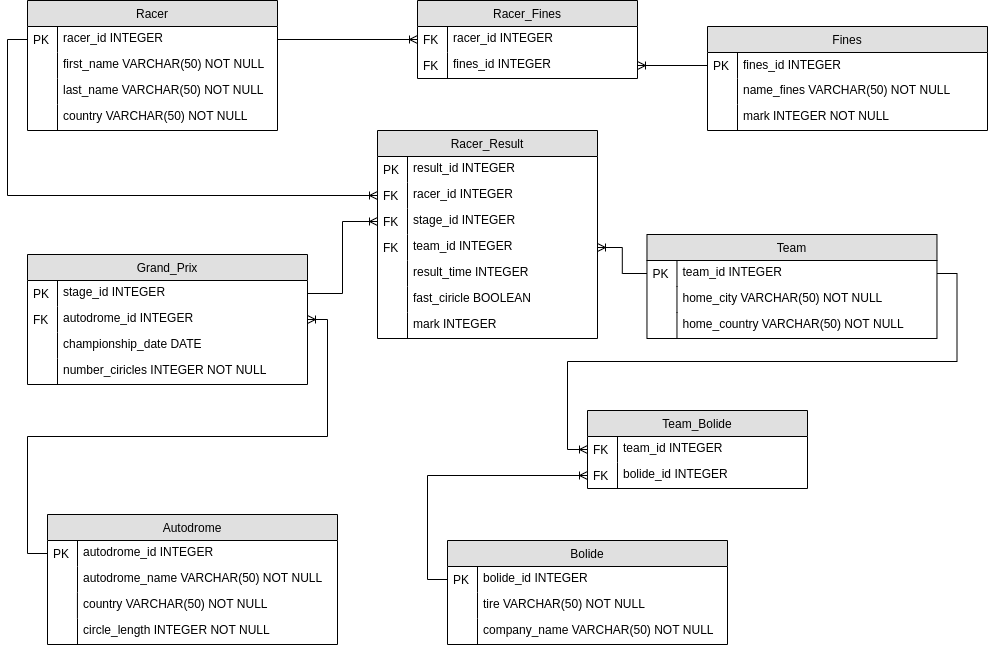 Racer
PK racer_id INTEGER
first_name VARCHAR(50) NOT NULL
last_name VARCHAR(50) NOT NULL
country VARCHAR(50) NOT NULL
Racer_Fines
FK racer_id INTEGER
FK fines_id INTEGER
Fines
PK fines_id INTEGER
name_fines VARCHAR(50) NOT NULL
mark INTEGER NOT NULL
Racer_Result
PK result_id INTEGER
FK racer_id INTEGER
FK stage_id INTEGER
FK team_id INTEGER
result_time INTEGER
fast_ciricle BOOLEAN
mark INTEGER
Team
PK team_id INTEGER
home_city VARCHAR(50) NOT NULL
home_country VARCHAR(50) NOT NULL
Grand_Prix
PK stage_id INTEGER
FK autodrome_id INTEGER
championship_date DATE
number_ciricles INTEGER NOT NULL
Team_Bolide
FK team_id INTEGER
FK bolide_id INTEGER
Autodrome
PK autodrome_id INTEGER
autodrome_name VARCHAR(50) NOT NULL
country VARCHAR(50) NOT NULL
circle_length INTEGER NOT NULL
Bolide
PK bolide_id INTEGER
tire VARCHAR(50) NOT NULL
company_name VARCHAR(50) NOT NULL